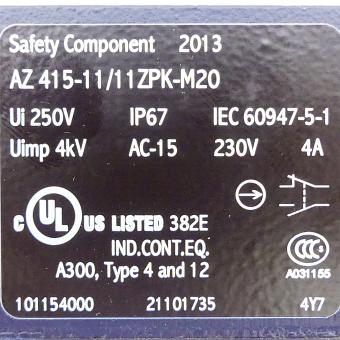 Safety Component 2013
AZ 415-11/11ZPK-M20
Ui 250V IP67 IEC 60947-5-1
Uimp 4kV AC-15 230V 4A
c UL US LISTED 382E
IND.CONT.EQ.
A300, Type 4 and 12
CCC
A031155
101154000 21101735 4Y7